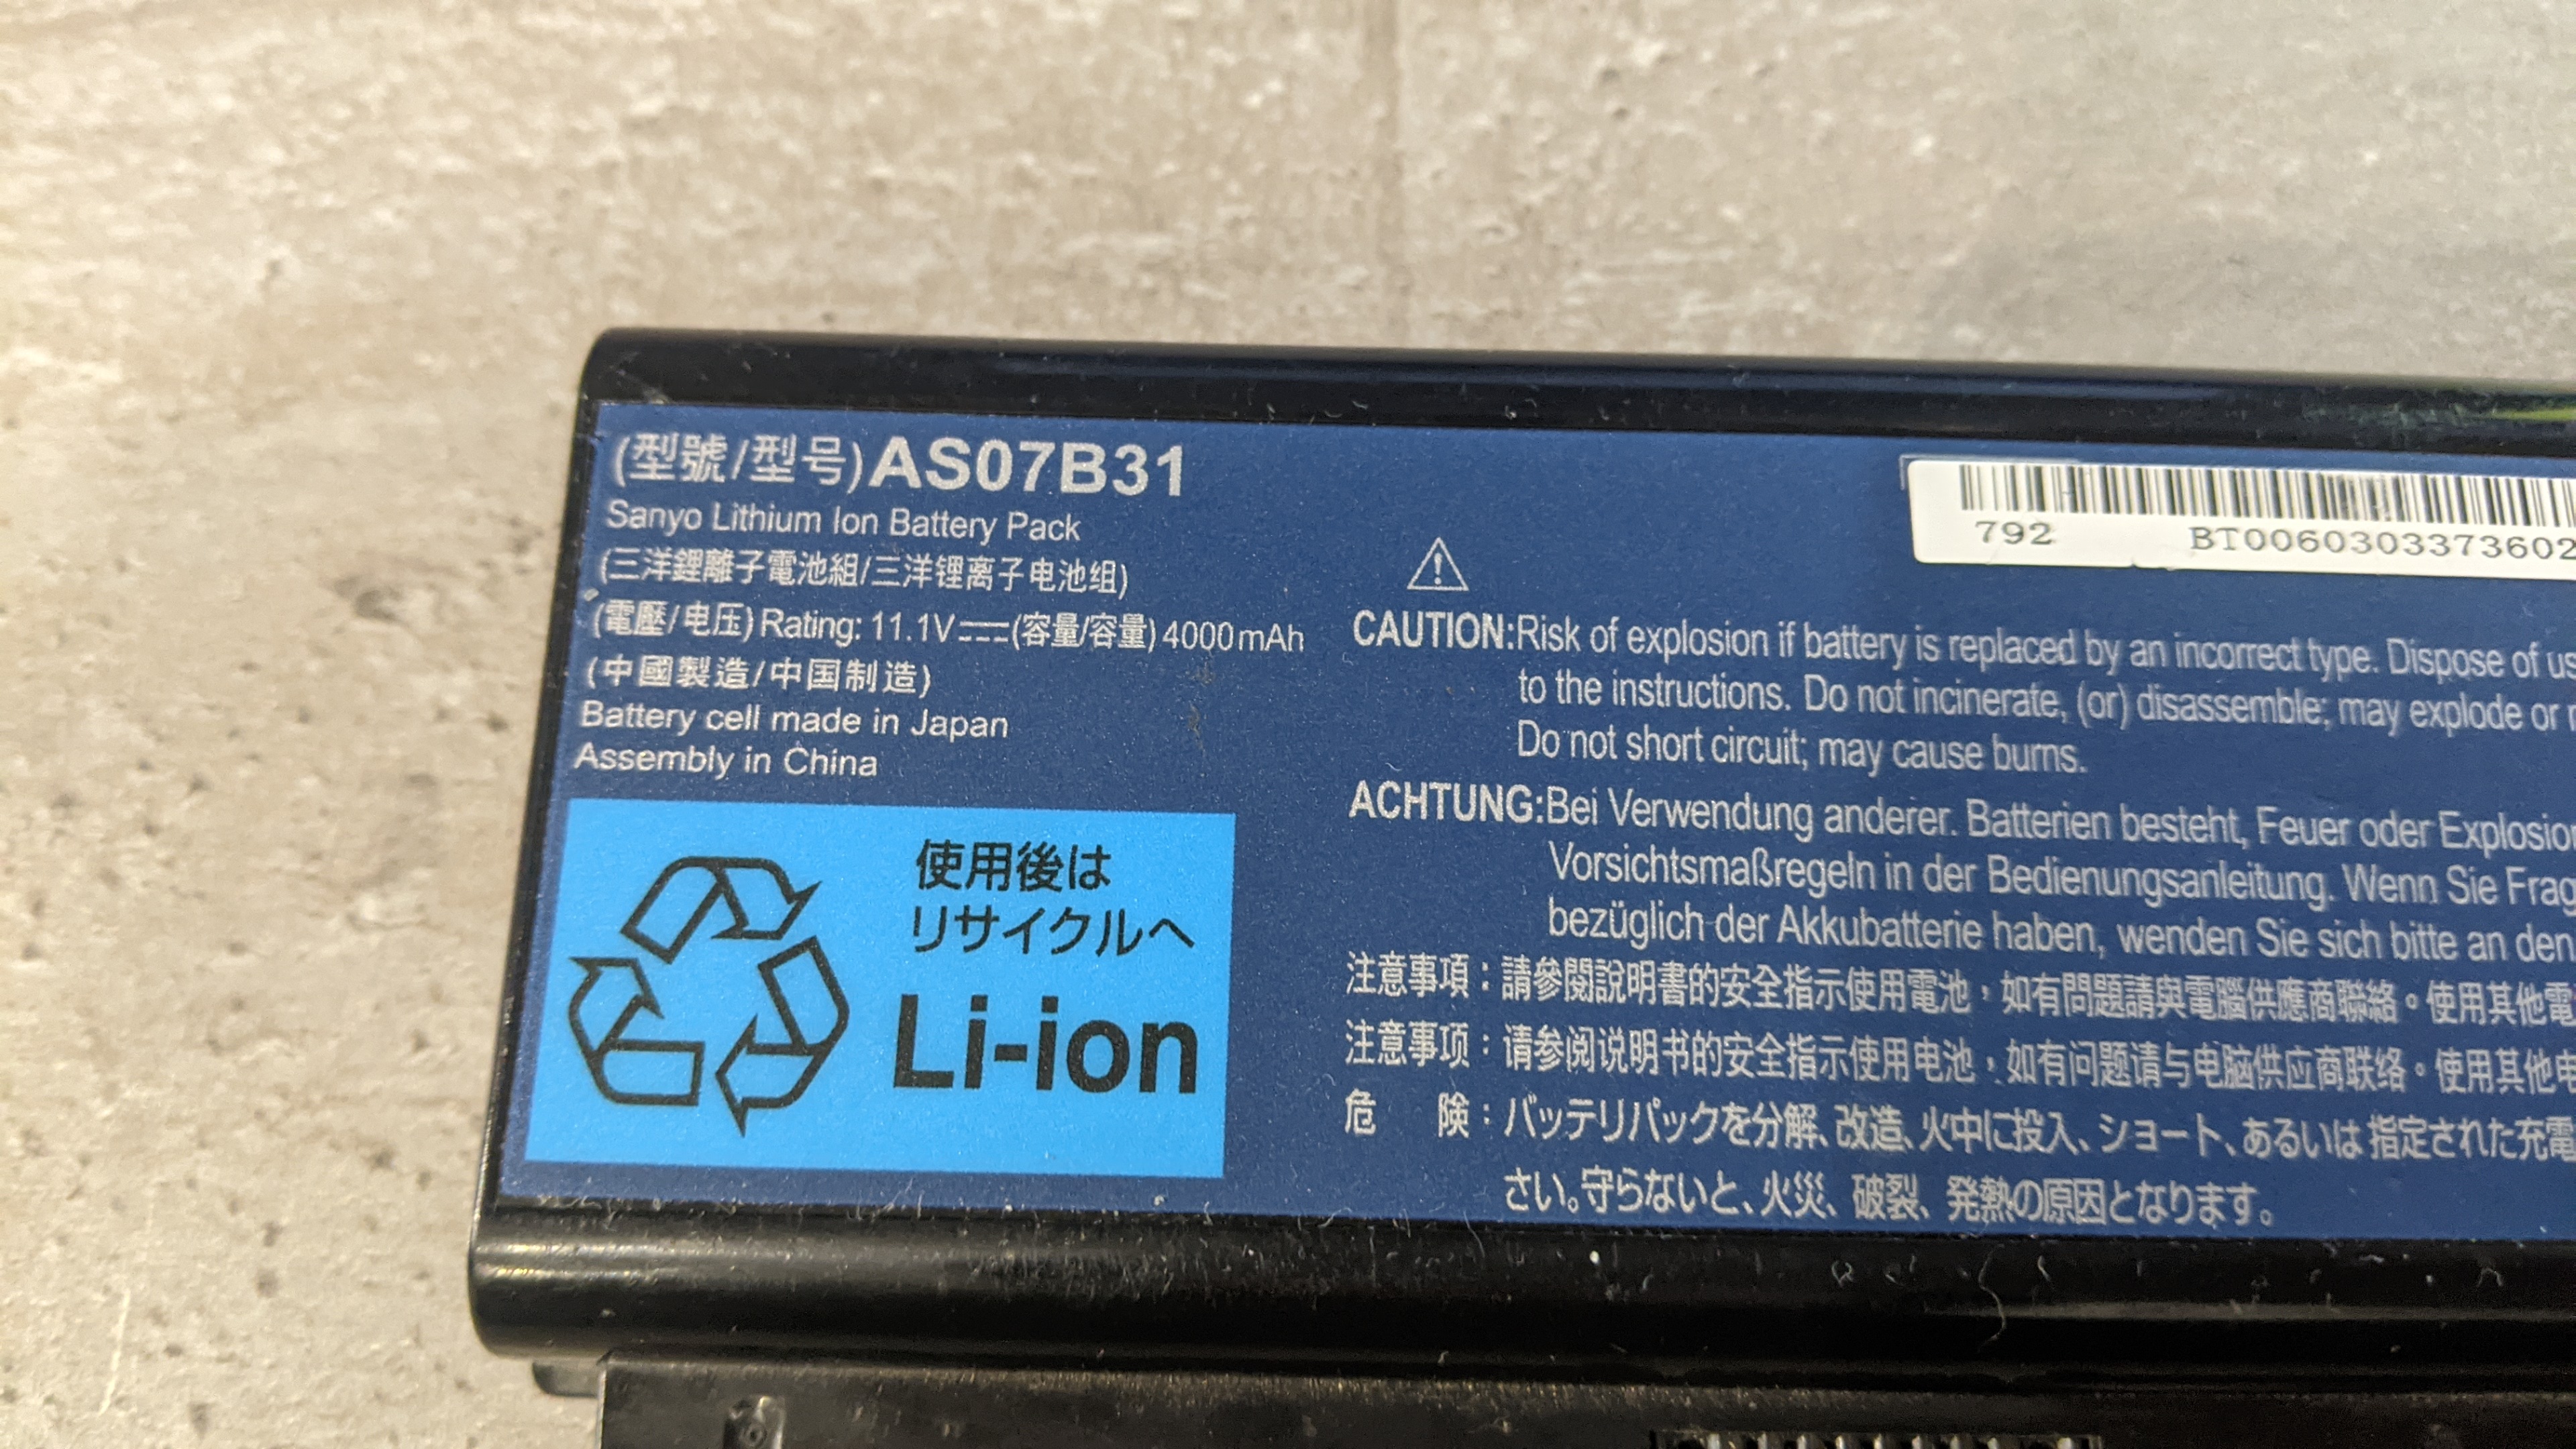 (型號/型号)AS07B31
Sanyo Lithium Ion Battery Pack
(三洋鋰離子電池組/三洋锂离子电池组)
(電壓/电压)Rating: 11.1V⎓(容量/容量)4000mAh
(中國製造/中国制造)
Battery cell made in Japan
Assembly in China
使用後は
リサイクルへ
Li-ion
792 BT0060303373602
CAUTION:Risk of explosion if battery is replaced by an incorrect type. Dispose of us
to the instructions. Do not incinerate, (or) disassemble; may explode or
Do not short circuit; may cause burns.
ACHTUNG:Bei Verwendung anderer. Batterien besteht, Feuer oder Explosio
Vorsichtsmaßregeln in der Bedienungsanleitung. Wenn Sie Frag
bezüglich der Akkubatterie haben, wenden Sie sich bitte an den
注意事項：請參閱說明書的安全指示使用電池，如有問題請與電腦供應商聯絡。使用其他電
注意事项：请参阅说明书的安全指示使用电池，如有问题请与电脑供应商联络。使用其他电
危　険：バッテリパックを分解、改造、火中に投入、ショート、あるいは指定された充電
さい。守らないと、火災、破裂、発熱の原因となります。